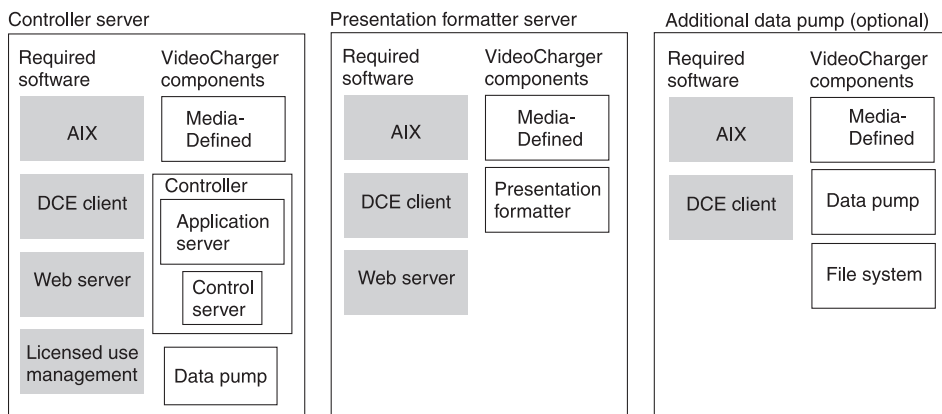 Controller server
Required
software
VideoCharger
components
AIX
Media-
Defined
DCE client
Controller
Application
server
Web server
Control
server
Licensed use
management
Data pump
Presentation formatter server
Required
software
VideoCharger
components
AIX
Media-
Defined
DCE client
Presentation
formatter
Web server
Additional data pump (optional)
Required
software
VideoCharger
components
AIX
Media-
Defined
DCE client
Data pump
File system